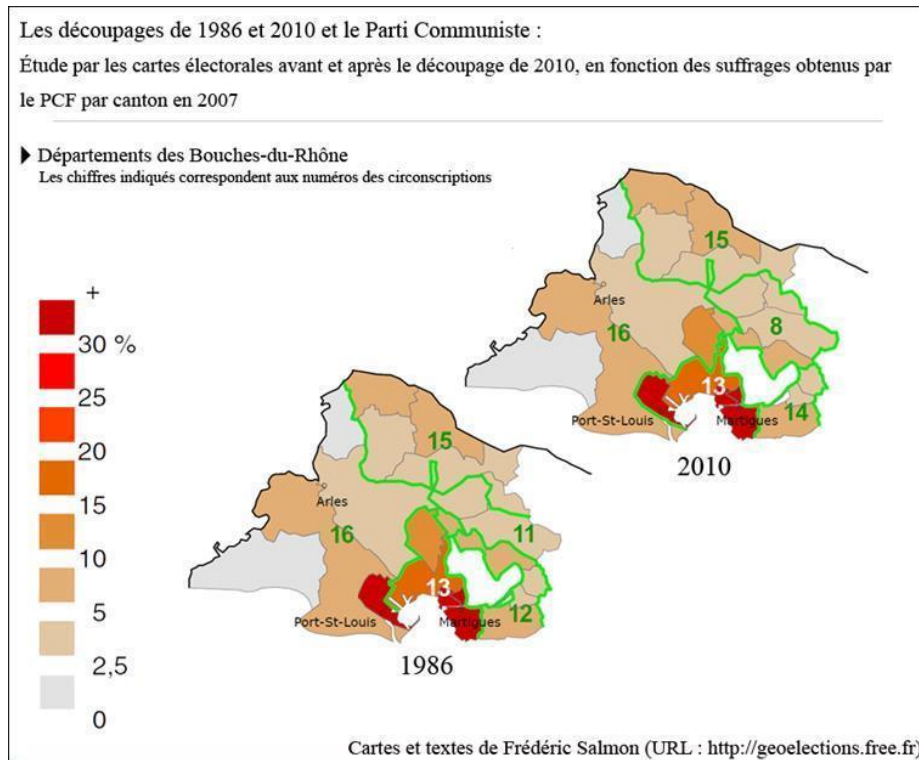 Les découpages de 1986 et 2010 et le Parti Communiste :
Étude par les cartes électorales avant et après le découpage de 2010, en fonction des suffrages obtenus par
le PCF par canton en 2007
Départements des Bouches-du-Rhône
Les chiffres indiqués correspondent aux numéros des circonscriptions
15
Arles
8
16
13
14
Port-St-Louis
Martigues
2010
+
30 %
25
20
15
10
5
2,5
0
15
Arles
16
11
13
12
Port-St-Louis
Martigues
1986
Cartes et textes de Frédéric Salmon (URL : http://geoelections.free.fr)